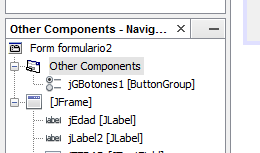 Other Components - Navig...
Form formulario2
Other Components
jGBotones1 [ButtonGroup]
[JFrame]
jEdad [JLabel]
label
jLabel2 [JLabel]
label